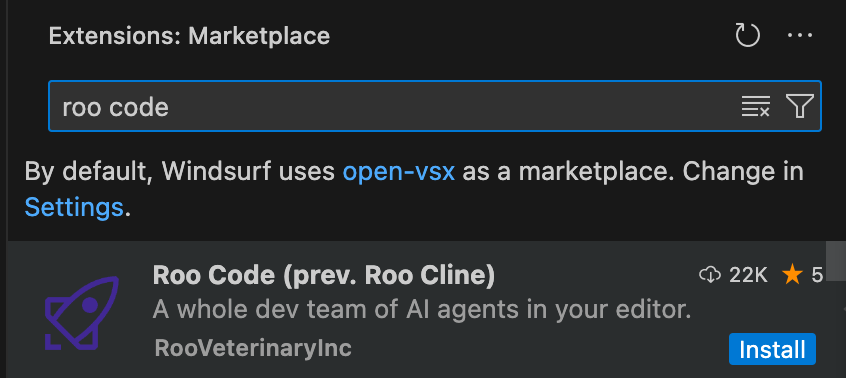 Extensions: Marketplace
roo code
By default, Windsurf uses open-vsx as a marketplace. Change in
Settings.
Roo Code (prev. Roo Cline) 22K 5
A whole dev team of AI agents in your editor.
RooVeterinaryInc Install